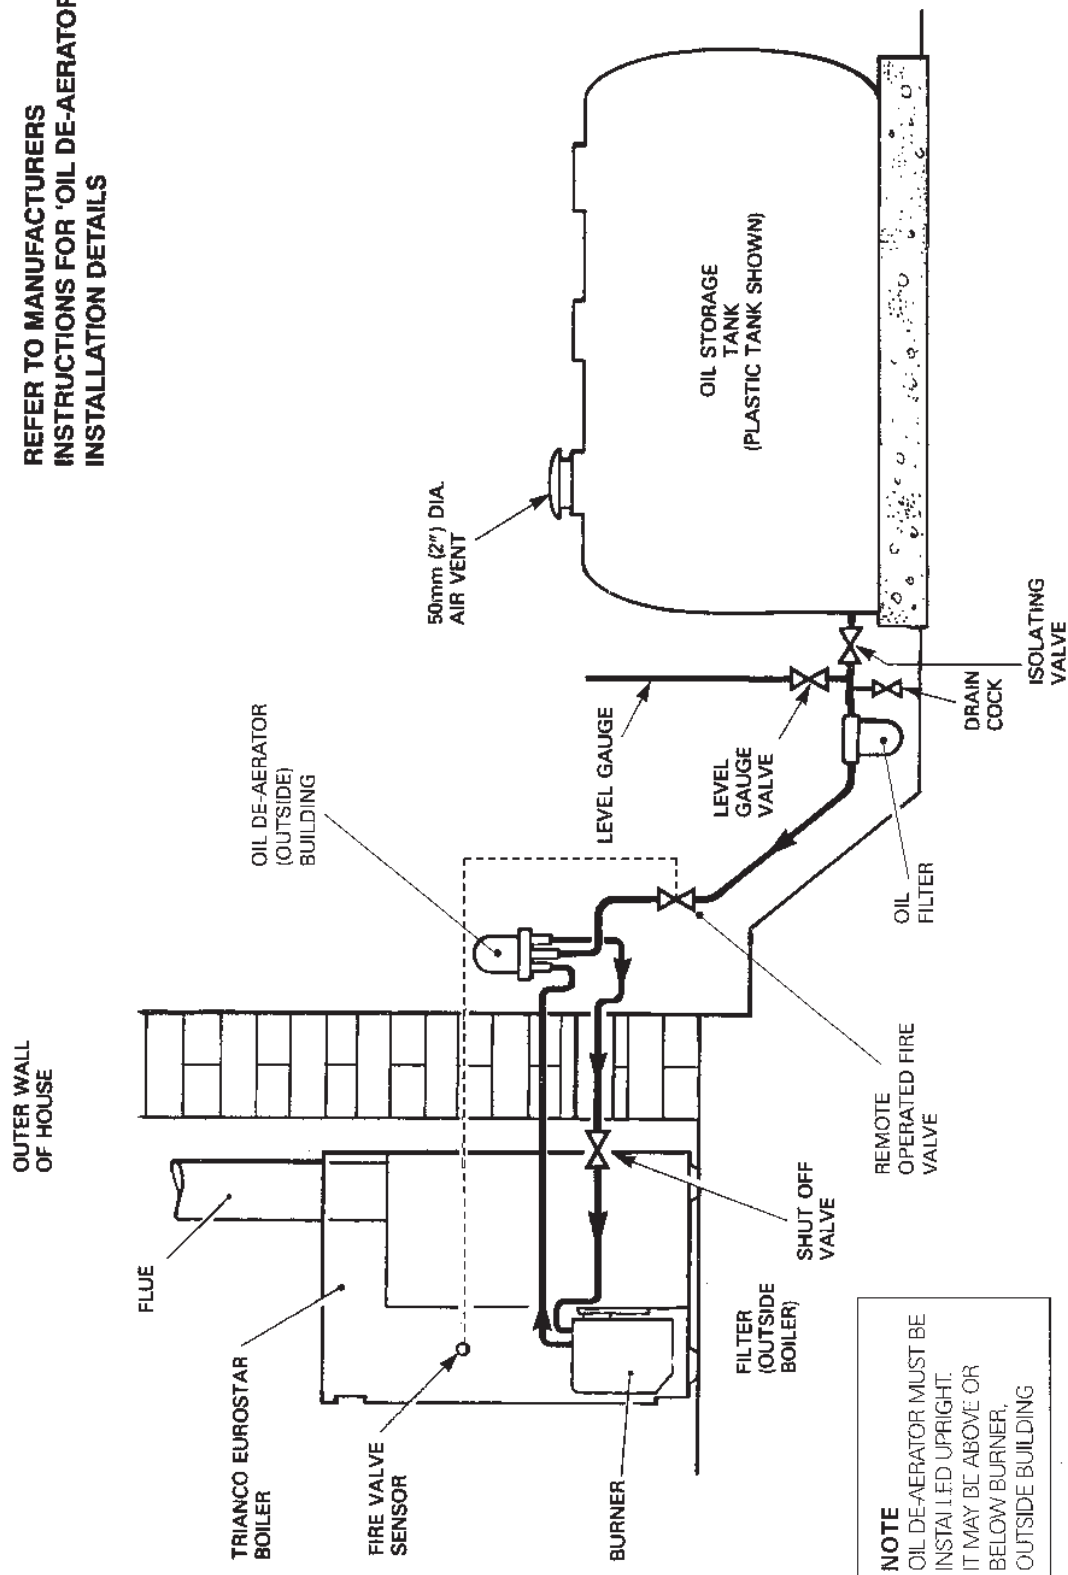 REFER TO MANUFACTURERS
INSTRUCTIONS FOR 'OIL DE-AERATOR
INSTALLATION DETAILS
OUTER WALL
OF HOUSE
FLUE
TRIANCO EUROSTAR
BOILER
FIRE VALVE
SENSOR
BURNER
OIL DE-AERATOR
(OUTSIDE)
BUILDING
50mm (2") DIA.
AIR VENT
LEVEL GAUGE
LEVEL
GAUGE
VALVE
OIL STORAGE
TANK
(PLASTIC TANK SHOWN)
DRAIN
COCK
ISOLATING
VALVE
OIL
FILTER
REMOTE
OPERATED FIRE
VALVE
SHUT OFF
VALVE
FILTER
(OUTSIDE
BOILER)
NOTE
OIL DE-AERATOR MUST BE
INSTALLED UPRIGHT.
IT MAY BE ABOVE OR
BELOW BURNER,
OUTSIDE BUILDING